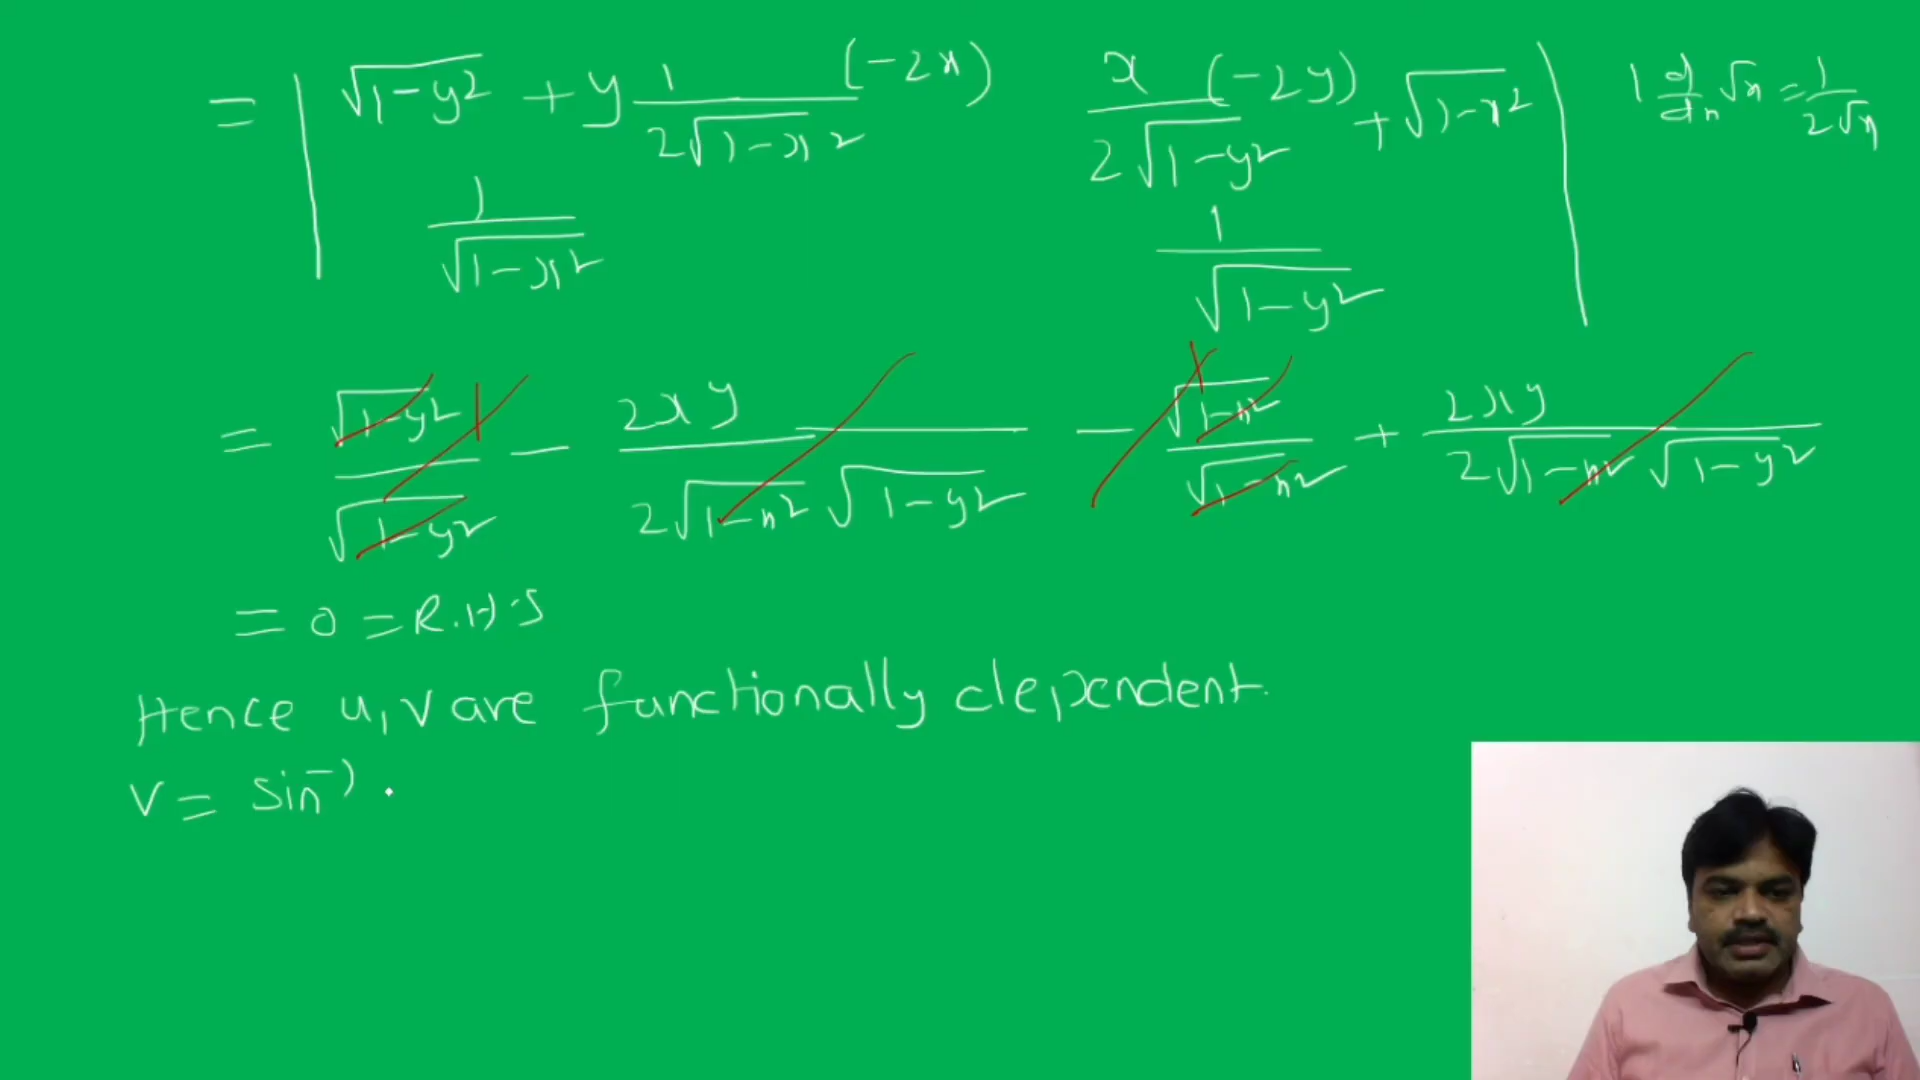 = | √(1-y2) + y 1/(2√(1-x2)) (-2x)   x(-2y)/(2√(1-y2)) + √(1-x2) |   | d/dx √x = 1/(2√x)
1/√(1-x2)   1/√(1-y2)
= √(1-y2)/√(1-y2) - 2xy/(2√(1-x2) √(1-y2)) - √(1-x2)/√(1-x2) + 2xy/(2√(1-x2) √(1-y2))
= 0 = R.H.S
Hence u, v are functionally dependent.
v = sin-1